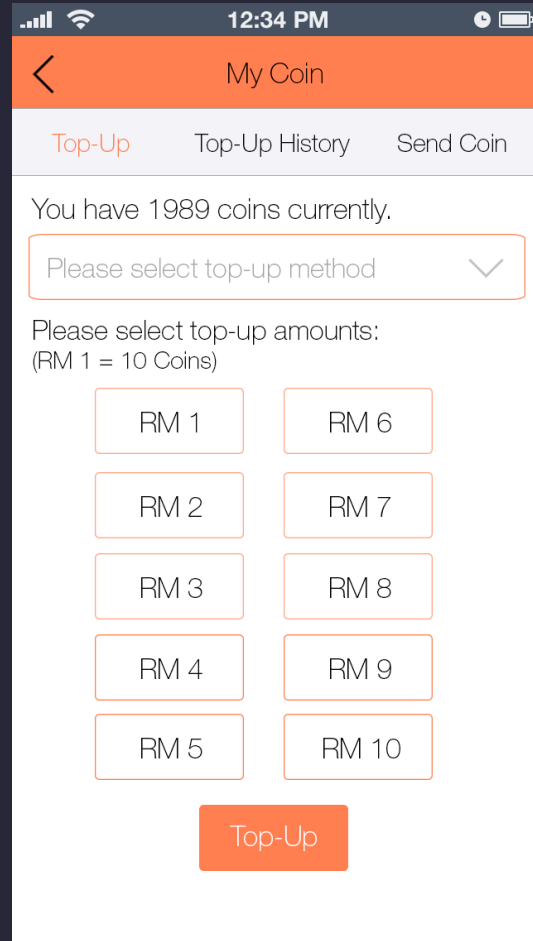 12:34 PM
My Coin
Top-Up Top-Up History Send Coin
You have 1989 coins currently.
Please select top-up method
Please select top-up amounts:
(RM 1 = 10 Coins)
RM 1 RM 6
RM 2 RM 7
RM 3 RM 8
RM 4 RM 9
RM 5 RM 10
Top-Up